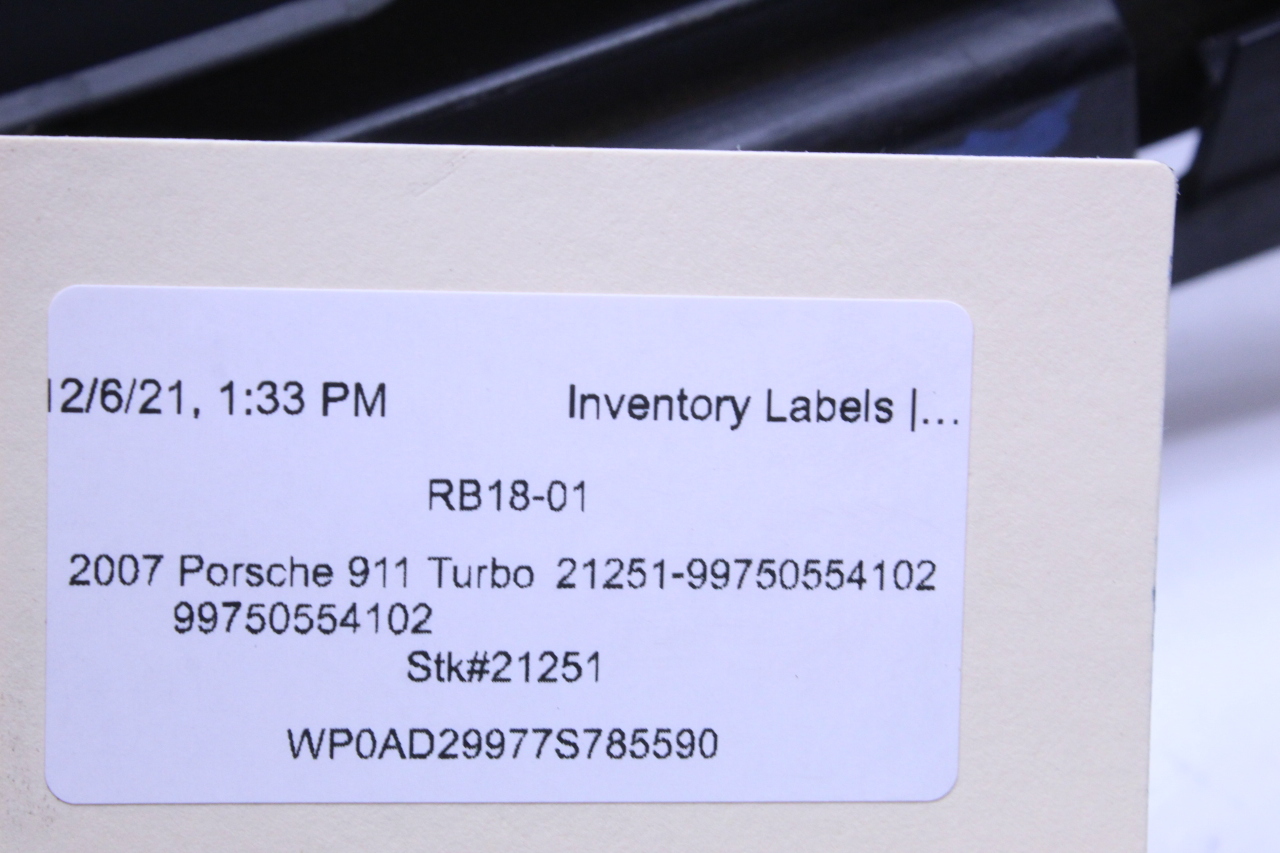 12/6/21, 1:33 PM Inventory Labels |...
RB18-01
2007 Porsche 911 Turbo 21251-99750554102
99750554102
Stk#21251
WP0AD29977S785590